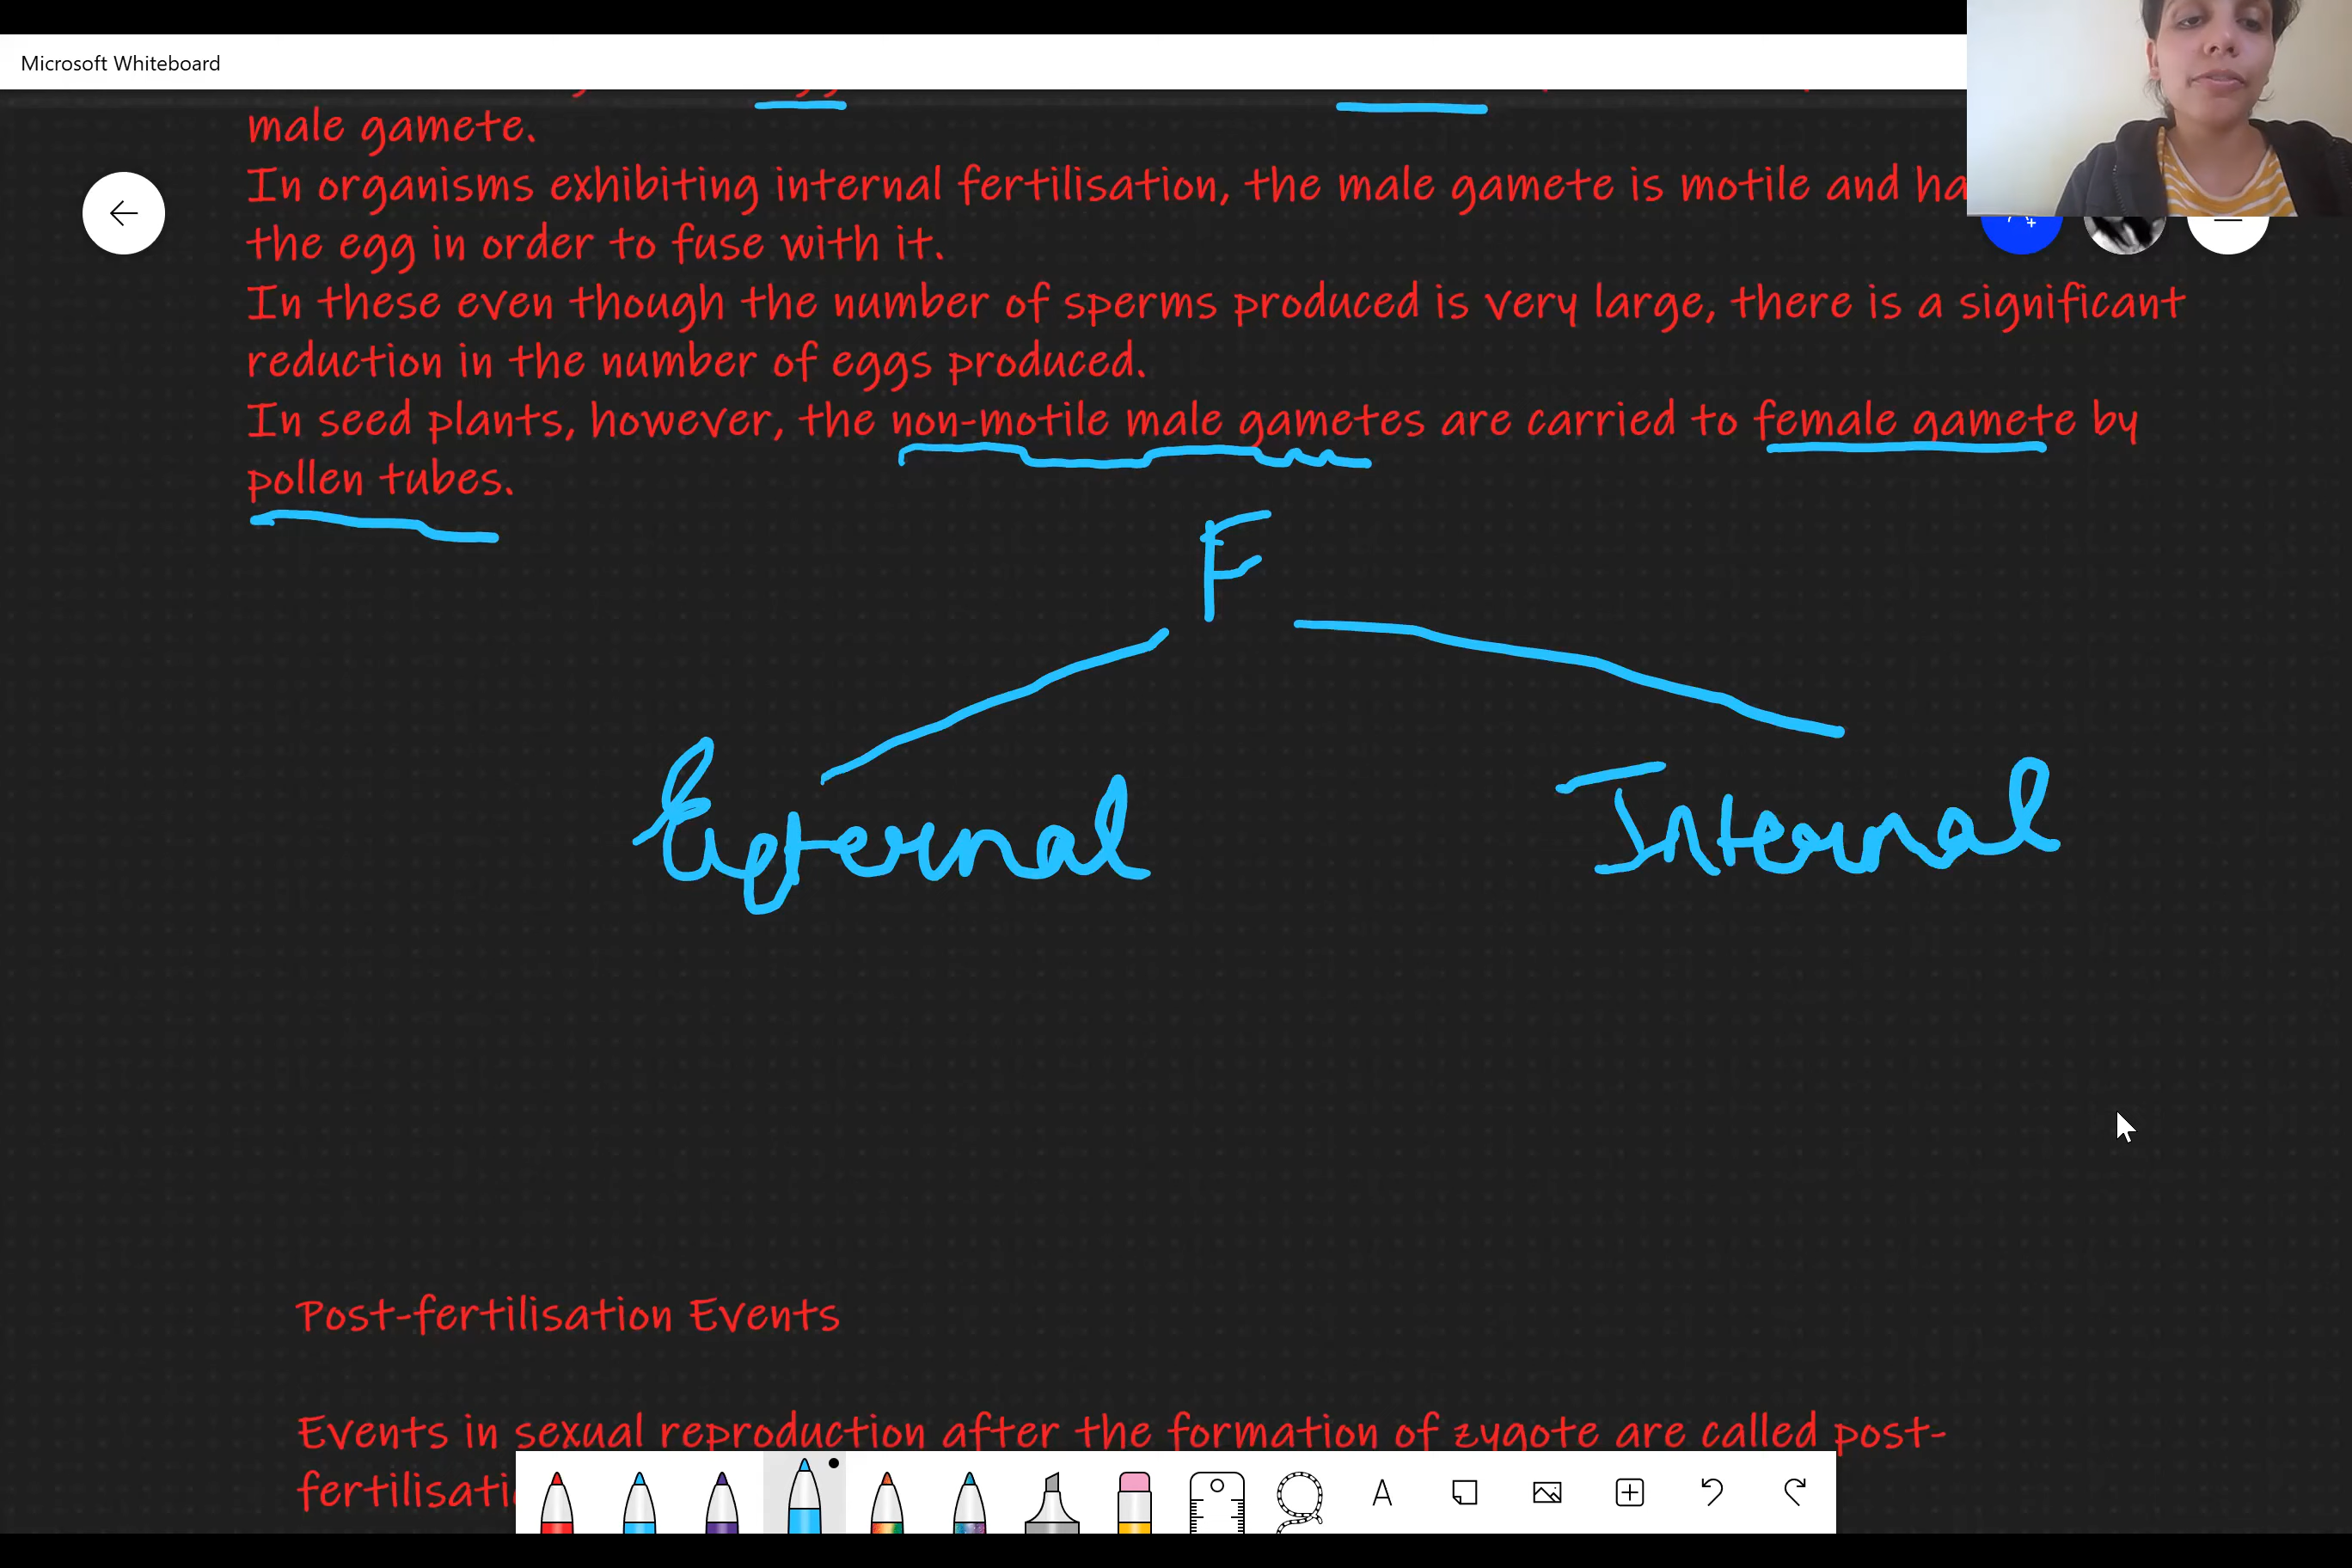 Microsoft Whiteboard
male gamete.
In organisms exhibiting internal fertilisation, the male gamete is motile and ha
the egg in order to fuse with it.
In these even though the number of sperms produced is very large, there is a significant
reduction in the number of eggs produced.
In seed plants, however, the non-motile male gametes are carried to female gamete by
pollen tubes.
F
External Internal
Post-fertilisation Events
Events in sexual reproduction after the formation of zygote are called post-
fertilisati